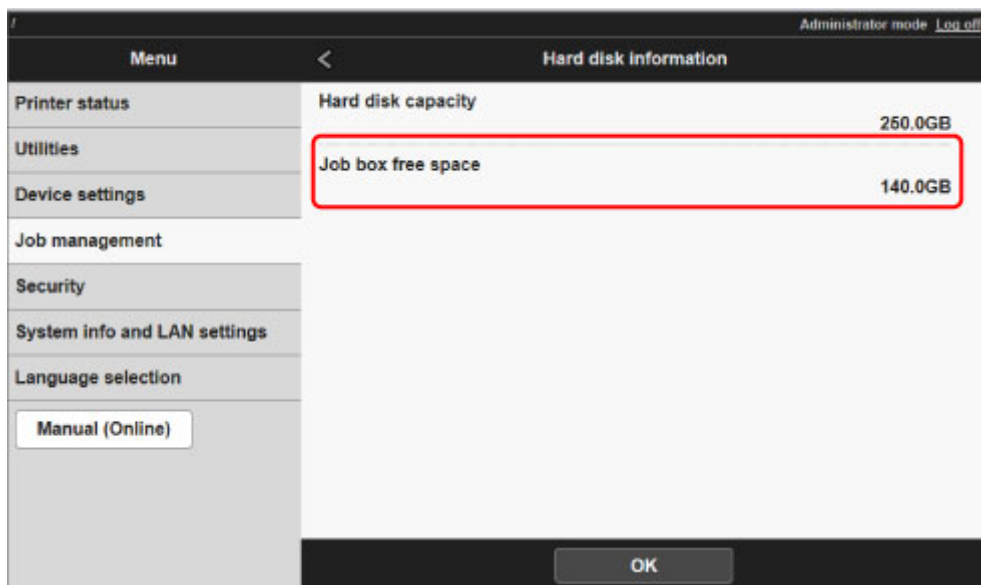 /
Administrator mode Log off
Menu
< Hard disk information
Printer status
Utilities
Device settings
Job management
Security
System info and LAN settings
Language selection
Manual (Online)
Hard disk capacity
250.0GB
Job box free space
140.0GB
OK